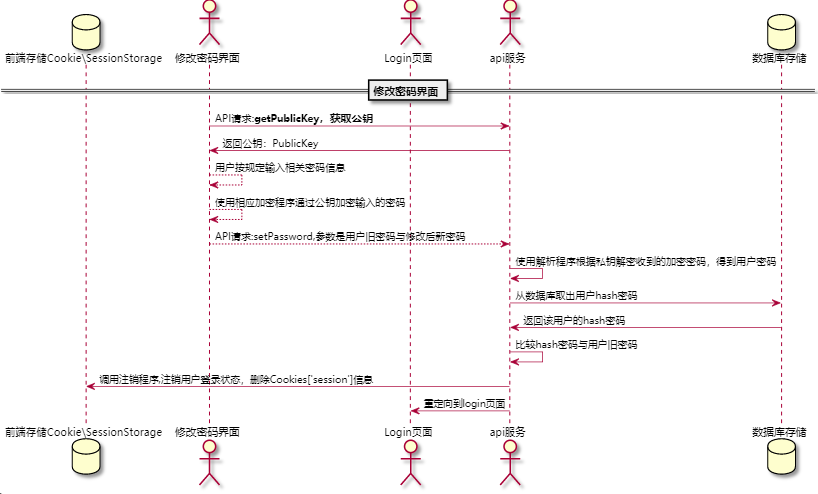 前端存储Cookie\SessionStorage 修改密码界面 Login页面 api服务 数据库存储
修改密码界面
API请求:getPublicKey，获取公钥
返回公钥：PublicKey
用户按规定输入相关密码信息
使用相应加密程序通过公钥加密输入的密码
API请求:setPassword,参数是用户旧密码与修改后新密码
使用解析程序根据私钥解密收到的加密密码，得到用户密码
从数据库取出用户hash密码
返回该用户的hash密码
比较hash密码与用户旧密码
调用注销程序,注销用户登录状态，删除Cookies['session']信息
重定向到login页面
前端存储Cookie\SessionStorage 修改密码界面 Login页面 api服务 数据库存储